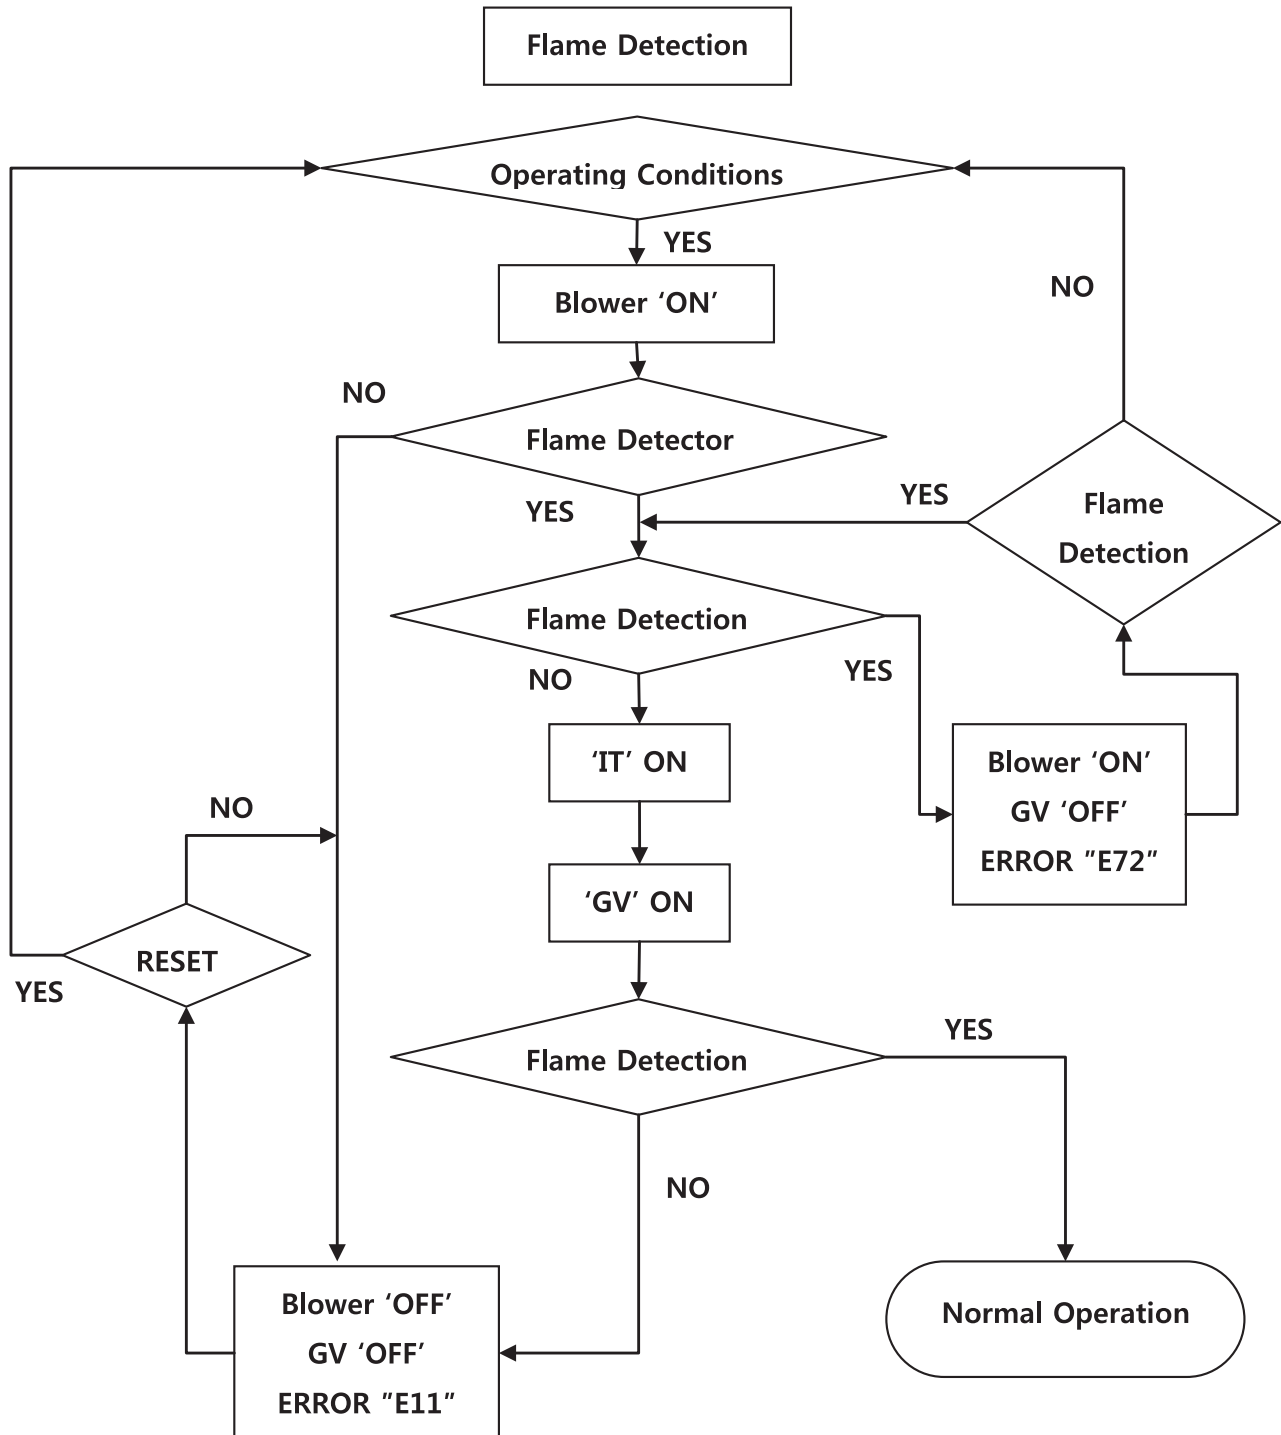 Flame Detection
Operating Conditions
YES
NO
Blower ‘ON’
NO
Flame Detector
YES
YES
Flame
Detection
Flame Detection
NO
YES
‘IT’ ON
Blower ‘ON’
GV ‘OFF’
ERROR ”E72”
NO
‘GV’ ON
RESET
YES
Flame Detection
YES
NO
Blower ‘OFF’
GV ‘OFF’
ERROR ”E11”
Normal Operation